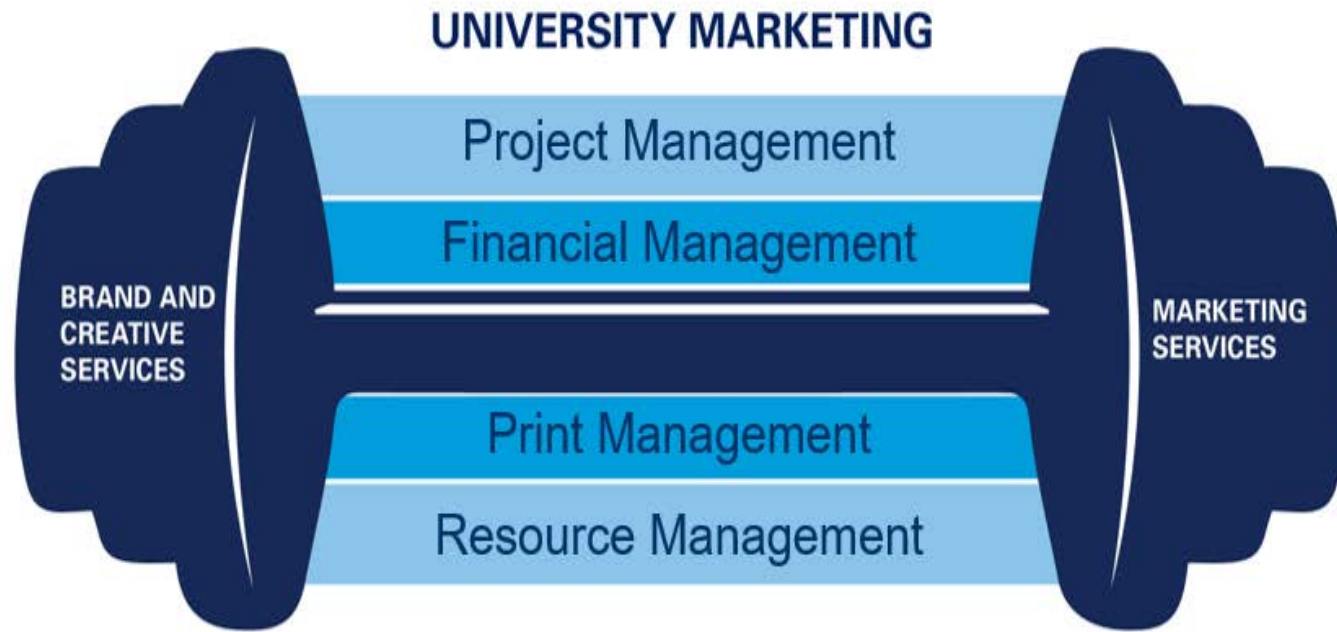 UNIVERSITY MARKETING
Project Management
Financial Management
BRAND AND
CREATIVE
SERVICES
MARKETING
SERVICES
Print Management
Resource Management